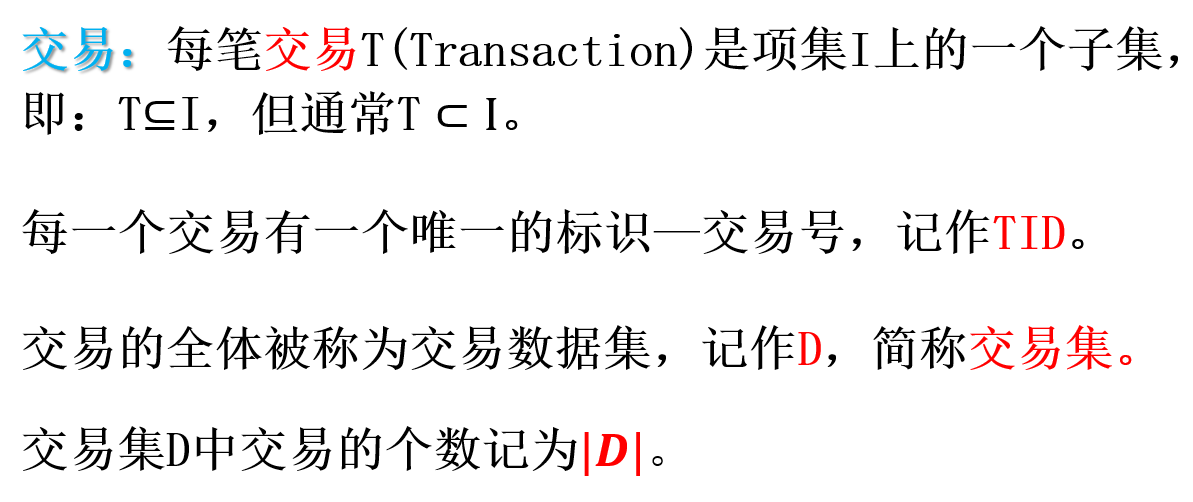 交易：每笔交易T(Transaction)是项集I上的一个子集，
即：T⊆I，但通常T ⊂ I。
每一个交易有一个唯一的标识—交易号，记作TID。
交易的全体被称为交易数据集，记作D，简称交易集。
交易集D中交易的个数记为|D|。